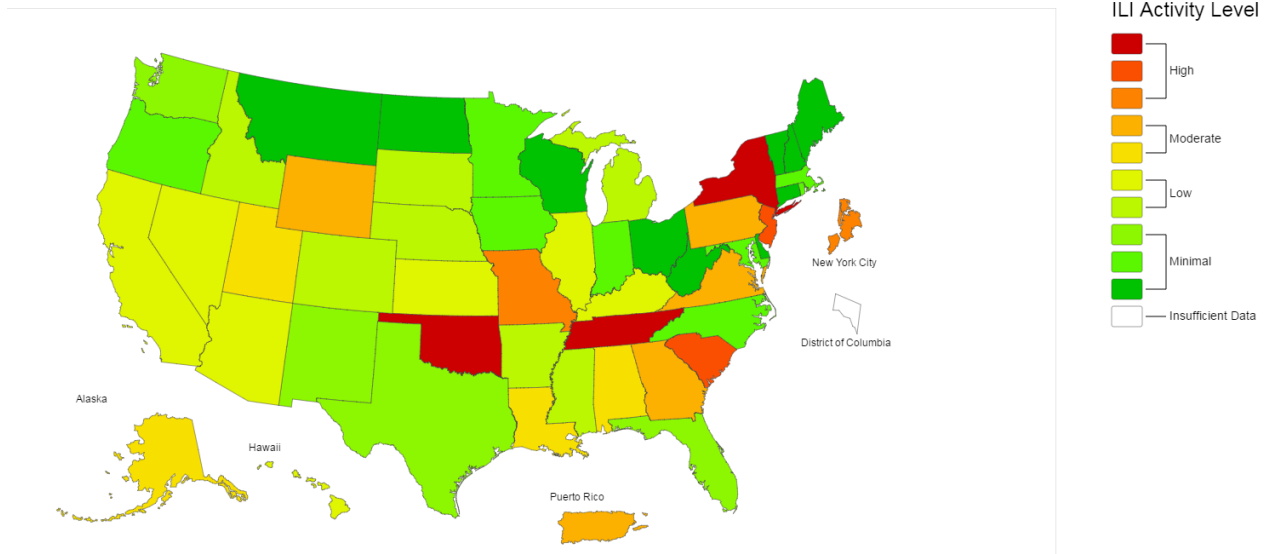 ILI Activity Level
High
Moderate
Low
Minimal
Insufficient Data
New York City
District of Columbia
Alaska
Hawaii
Puerto Rico